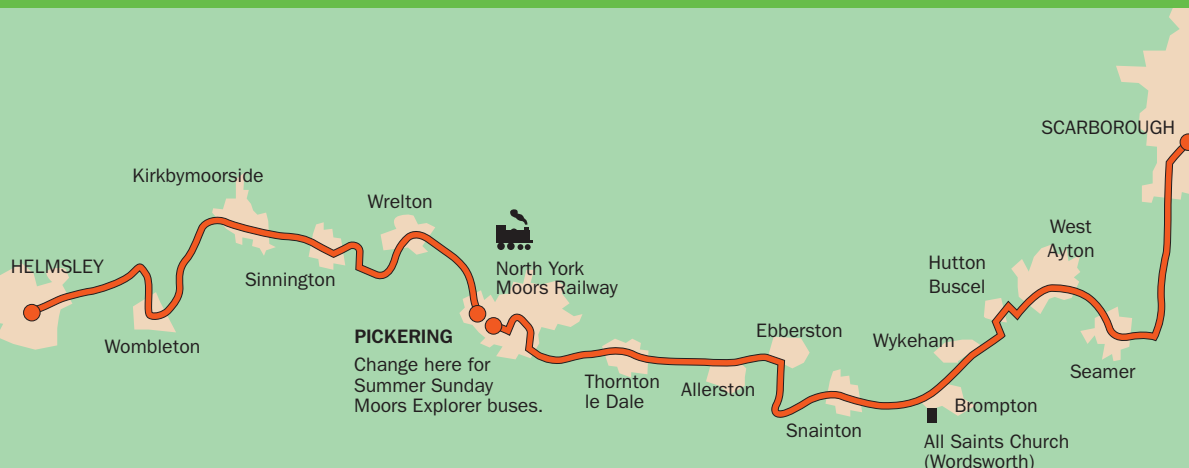 SCARBOROUGH
Kirkbymoorside
Wrelton
West
Ayton
HELMSLEY
Sinnington
North York
Moors Railway
Hutton
Buscel
Wombleton
PICKERING
Change here for
Summer Sunday
Moors Explorer buses.
Ebberston
Wykeham
Seamer
Thornton
le Dale
Allerston
Snainton
Brompton
All Saints Church
(Wordsworth)